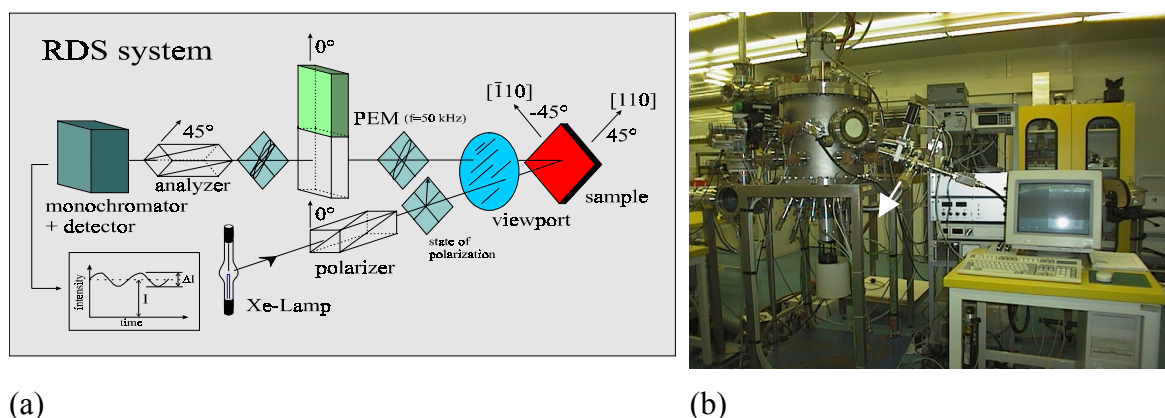 RDS system
0°
PEM (f=50 kHz)
[1̄10]
-45°
[110]
45°
45°
analyzer
monochromator
+ detector
0°
polarizer
state of
polarization
viewport
sample
Xe-Lamp
intensity
I
ΔI
time
(a)
(b)